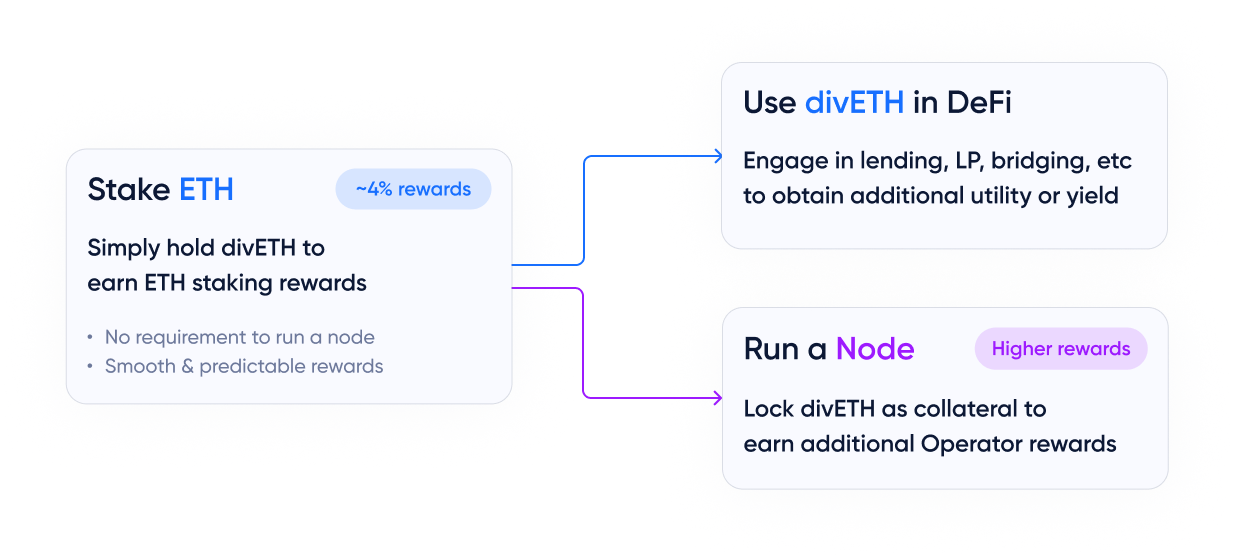 Stake ETH
~4% rewards
Simply hold divETH to
earn ETH staking rewards
• No requirement to run a node
• Smooth & predictable rewards
Use divETH in DeFi
Engage in lending, LP, bridging, etc
to obtain additional utility or yield
Run a Node
Higher rewards
Lock divETH as collateral to
earn additional Operator rewards